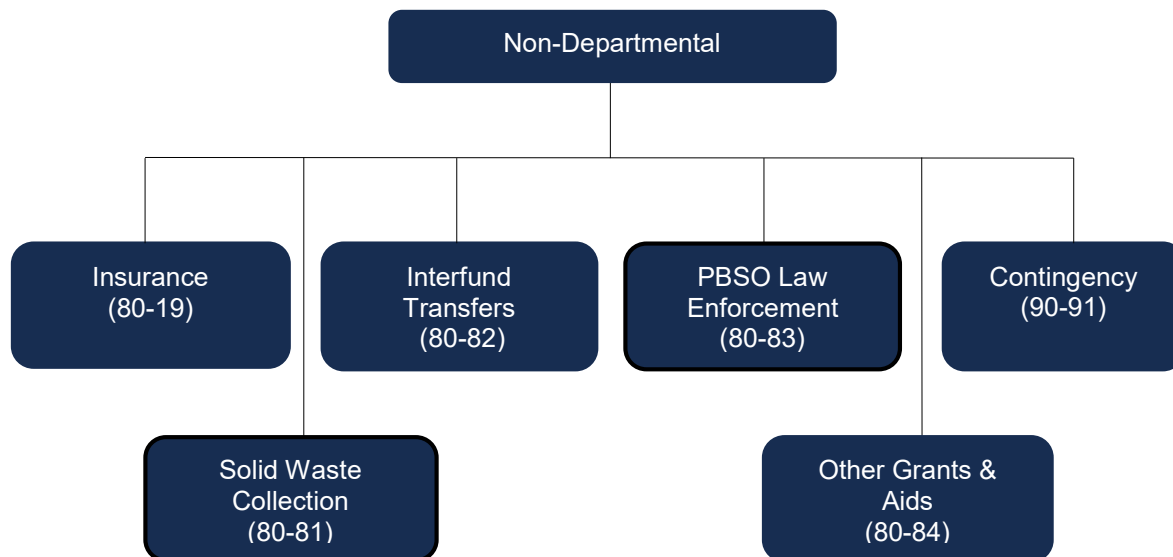 Non-Departmental
Insurance
(80-19)
Interfund
Transfers
(80-82)
PBSO Law
Enforcement
(80-83)
Contingency
(90-91)
Solid Waste
Collection
(80-81)
Other Grants &
Aids
(80-84)